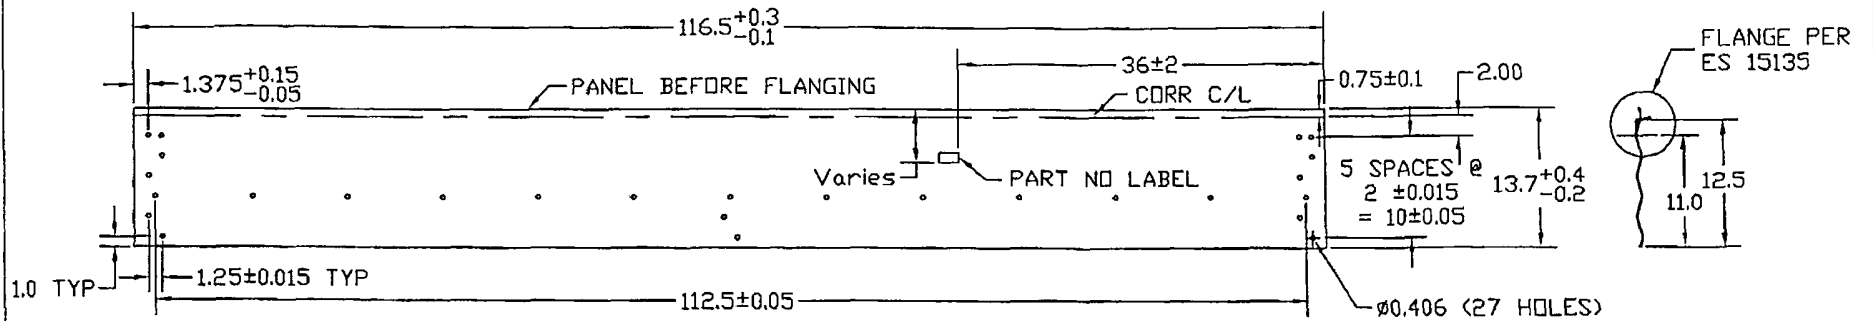 116.5+0.3
-0.1
FLANGE PER
ES 15135
36±2
1.375+0.15
-0.05
PANEL BEFORE FLANGING
CORR C/L
0.75±0.1
2.00
Varies
PART NO LABEL
5 SPACES @
2 ±0.015
= 10±0.05
13.7+0.4
-0.2
12.5
11.0
1.0 TYP
1.25±0.015 TYP
112.5±0.05
ø0.406 (27 HOLES)